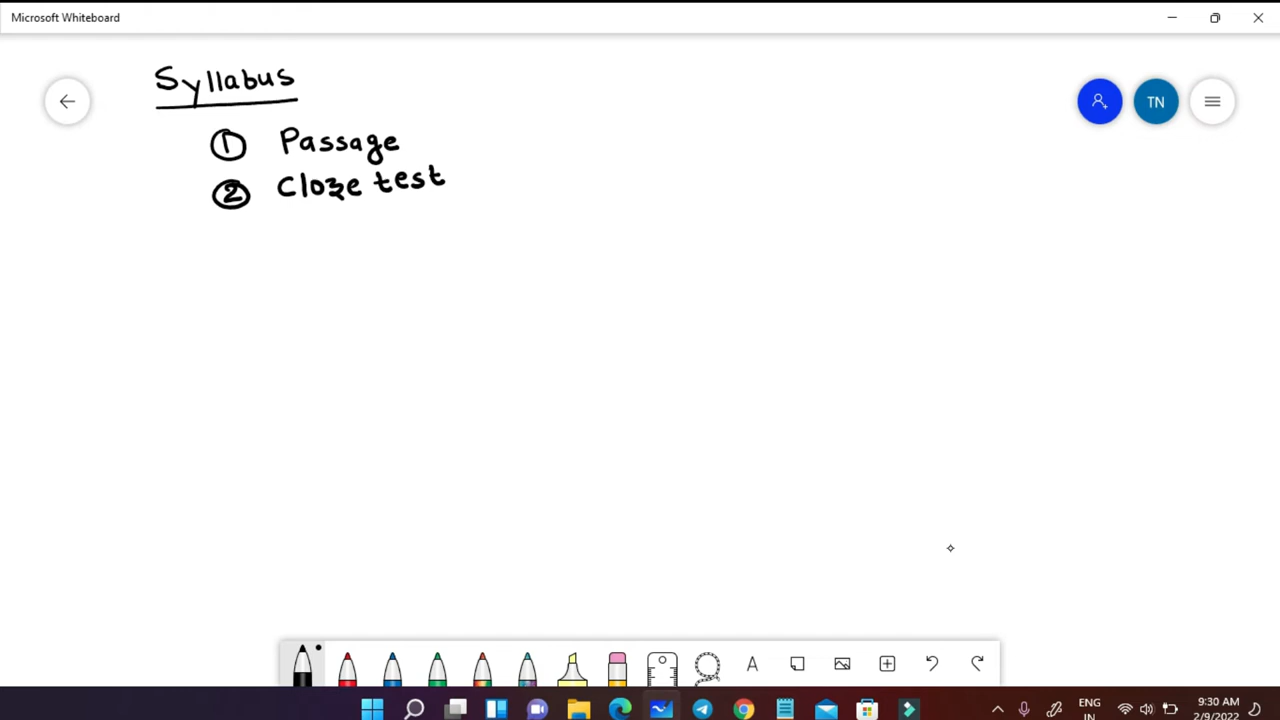 Microsoft Whiteboard
Syllabus
TN
① Passage
② Cloze test
A
ENG
IN
9:30 AM
2/9/2022